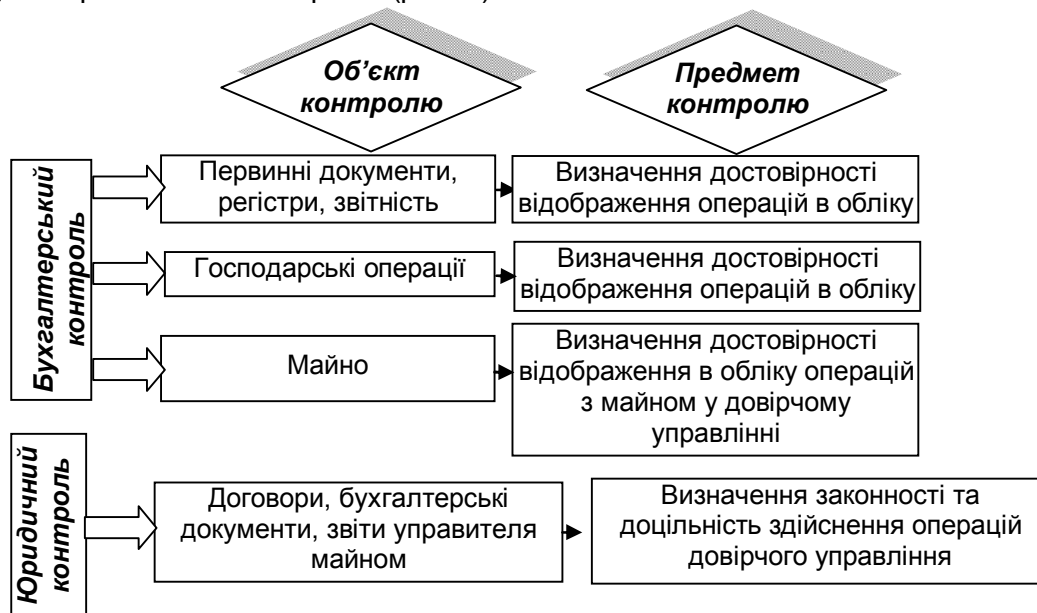 Об’єкт
контролю
Предмет
контролю
Бухгалтерський
контроль
Первинні документи,
регістри, звітність
Визначення достовірності
відображення операцій в обліку
Господарські операції
Визначення достовірності
відображення операцій в обліку
Майно
Визначення достовірності
відображення в обліку операцій
з майном у довірчому
управлінні
Юридичний
контроль
Договори, бухгалтерські
документи, звіти управителя
майном
Визначення законності та
доцільність здійснення операцій
довірчого управління